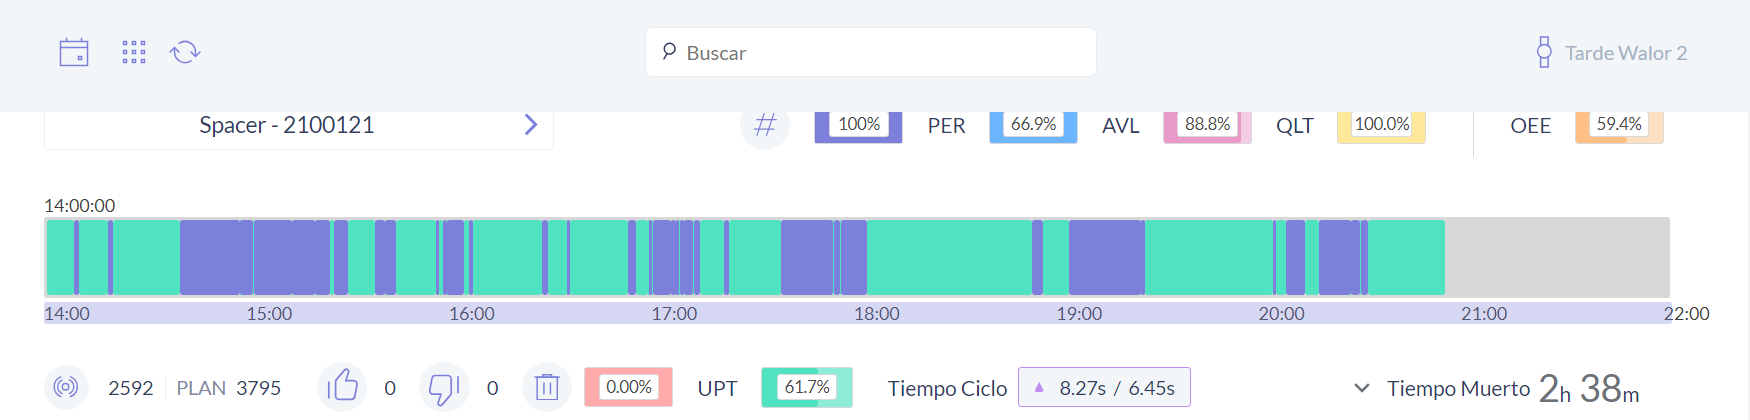 Buscar
Tarde Walor 2
Spacer - 2100121
100% PER 66.9% AVL 88.8% QLT 100.0% OEE 59.4%
14:00:00
14:00 15:00 16:00 17:00 18:00 19:00 20:00 21:00 22:00
2592 PLAN 3795 0 0 0.00% UPT 61.7% Tiempo Ciclo 8.27s / 6.45s Tiempo Muerto 2h 38m